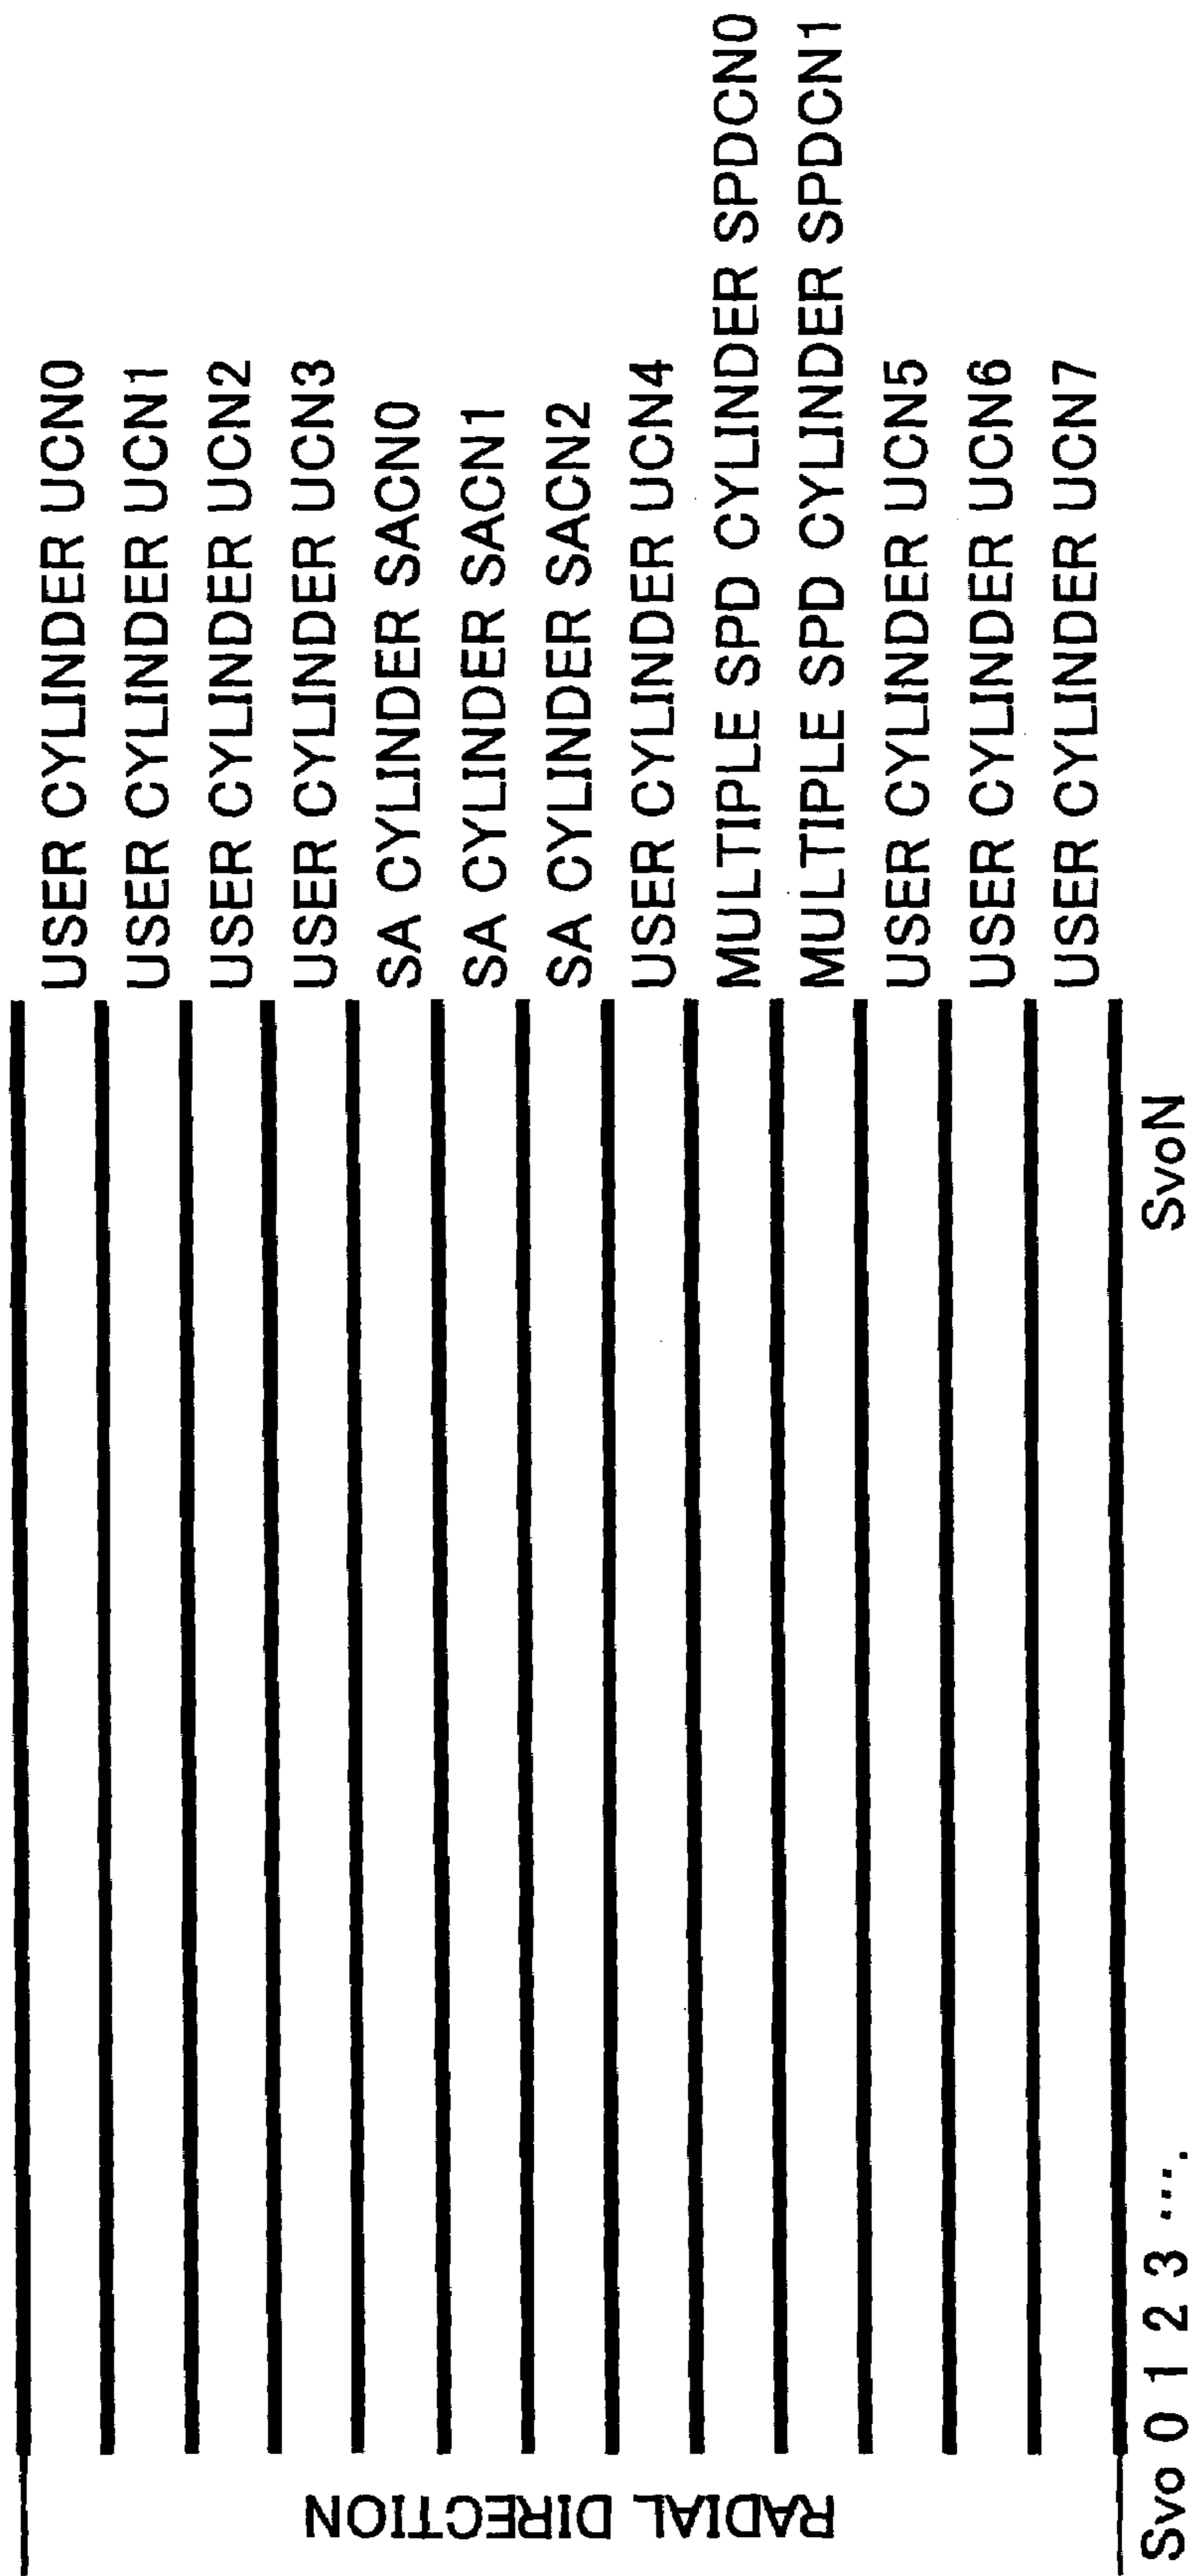 USER CYLINDER UCN0
USER CYLINDER UCN1
USER CYLINDER UCN2
USER CYLINDER UCN3
SA CYLINDER SACN0
SA CYLINDER SACN1
SA CYLINDER SACN2
USER CYLINDER UCN4
MULTIPLE SPD CYLINDER SPDCN0
MULTIPLE SPD CYLINDER SPDCN1
USER CYLINDER UCN5
USER CYLINDER UCN6
USER CYLINDER UCN7
RADIAL DIRECTION
Svo 0 1 2 3 .... SvoN